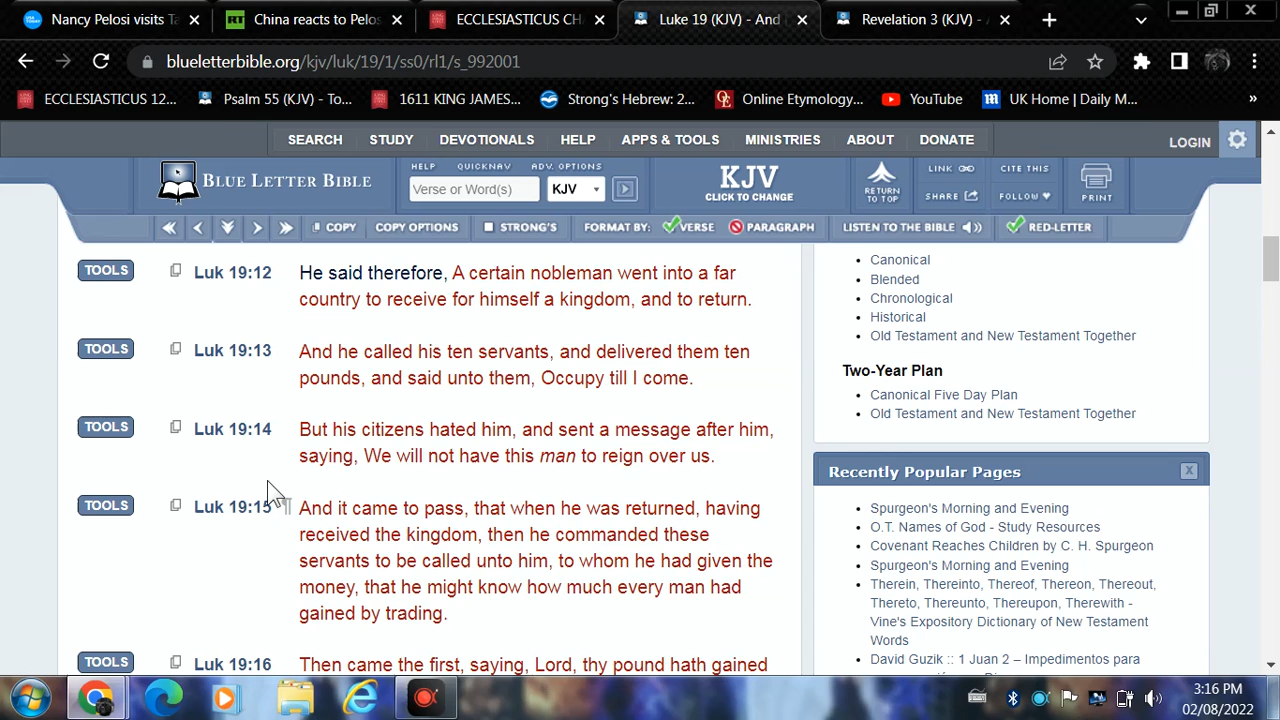 Nancy Pelosi visits Ta
China reacts to Pelos
ECCLESIASTICUS CH
Luke 19 (KJV) - And
Revelation 3 (KJV) - A
blueletterbible.org/kjv/luk/19/1/ss0/rl1/s_992001
ECCLESIASTICUS 12...
Psalm 55 (KJV) - To...
1611 KING JAMES...
Strong's Hebrew: 2...
Online Etymology...
YouTube
UK Home | Daily M...
»
SEARCH STUDY DEVOTIONALS HELP APPS & TOOLS MINISTRIES ABOUT DONATE
LOGIN
BLUE LETTER BIBLE
HELP QUICKNAV ADV. OPTIONS
Verse or Word(s) KJV
KJV
CLICK TO CHANGE
RETURN
TO TOP
LINK CITE THIS
SHARE FOLLOW
PRINT
COPY COPY OPTIONS STRONG'S FORMAT BY: VERSE PARAGRAPH LISTEN TO THE BIBLE RED-LETTER
TOOLS Luk 19:12 He said therefore, A certain nobleman went into a far
country to receive for himself a kingdom, and to return.
TOOLS Luk 19:13 And he called his ten servants, and delivered them ten
pounds, and said unto them, Occupy till I come.
TOOLS Luk 19:14 But his citizens hated him, and sent a message after him,
saying, We will not have this man to reign over us.
TOOLS Luk 19:15 ¶ And it came to pass, that when he was returned, having
received the kingdom, then he commanded these
servants to be called unto him, to whom he had given the
money, that he might know how much every man had
gained by trading.
TOOLS Luk 19:16 Then came the first, saying, Lord, thy pound hath gained
Canonical
Blended
Chronological
Historical
Old Testament and New Testament Together
Two-Year Plan
Canonical Five Day Plan
Old Testament and New Testament Together
Recently Popular Pages
Spurgeon's Morning and Evening
O.T. Names of God - Study Resources
Covenant Reaches Children by C. H. Spurgeon
Spurgeon's Morning and Evening
Therein, Thereinto, Thereof, Thereon, Thereout,
Thereto, Thereunto, Thereupon, Therewith -
Vine's Expository Dictionary of New Testament
Words
David Guzik :: 1 Juan 2 – Impedimentos para
3:16 PM
02/08/2022